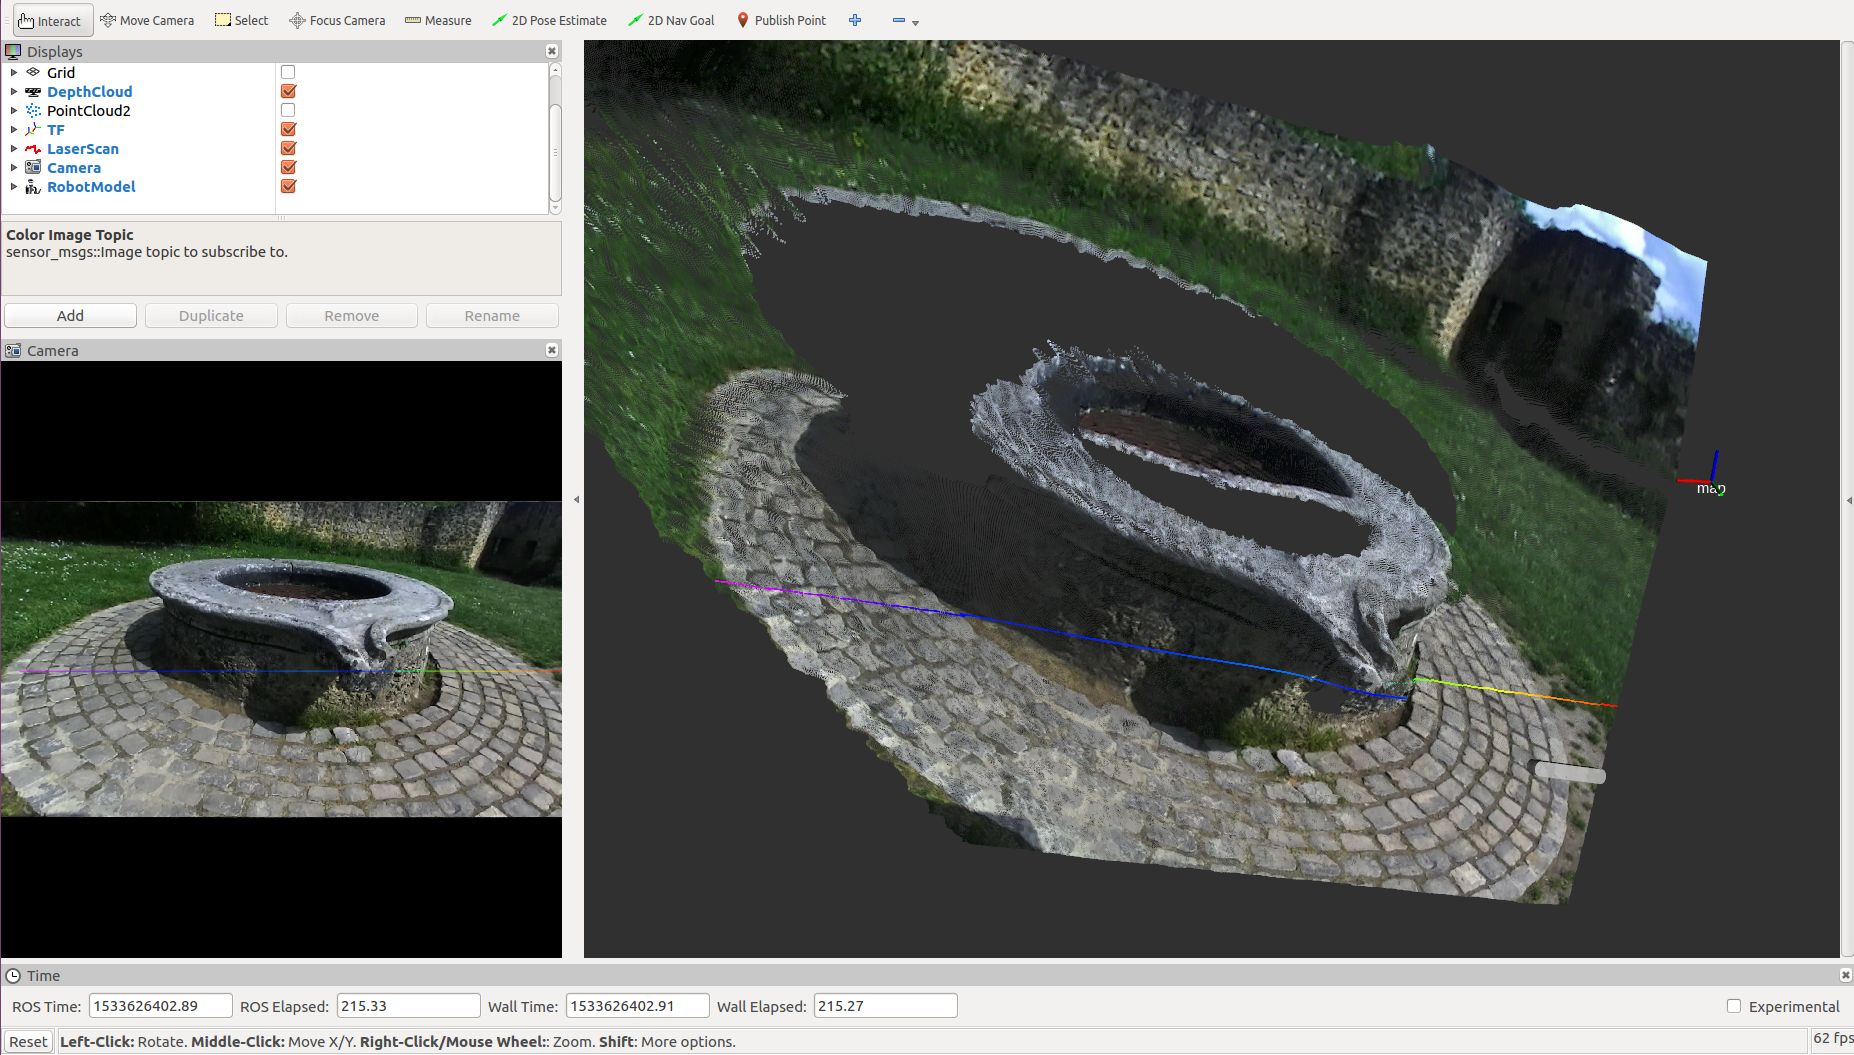 Interact Move Camera Select Focus Camera Measure 2D Pose Estimate 2D Nav Goal Publish Point
Displays
Grid
DepthCloud
PointCloud2
TF
LaserScan
Camera
RobotModel
Color Image Topic
sensor_msgs::Image topic to subscribe to.
Add Duplicate Remove Rename
Camera
map
Time
ROS Time: 1533626402.89 ROS Elapsed: 215.33 Wall Time: 1533626402.91 Wall Elapsed: 215.27 Experimental
Reset Left-Click: Rotate. Middle-Click: Move X/Y. Right-Click/Mouse Wheel:: Zoom. Shift: More options. 62 fps